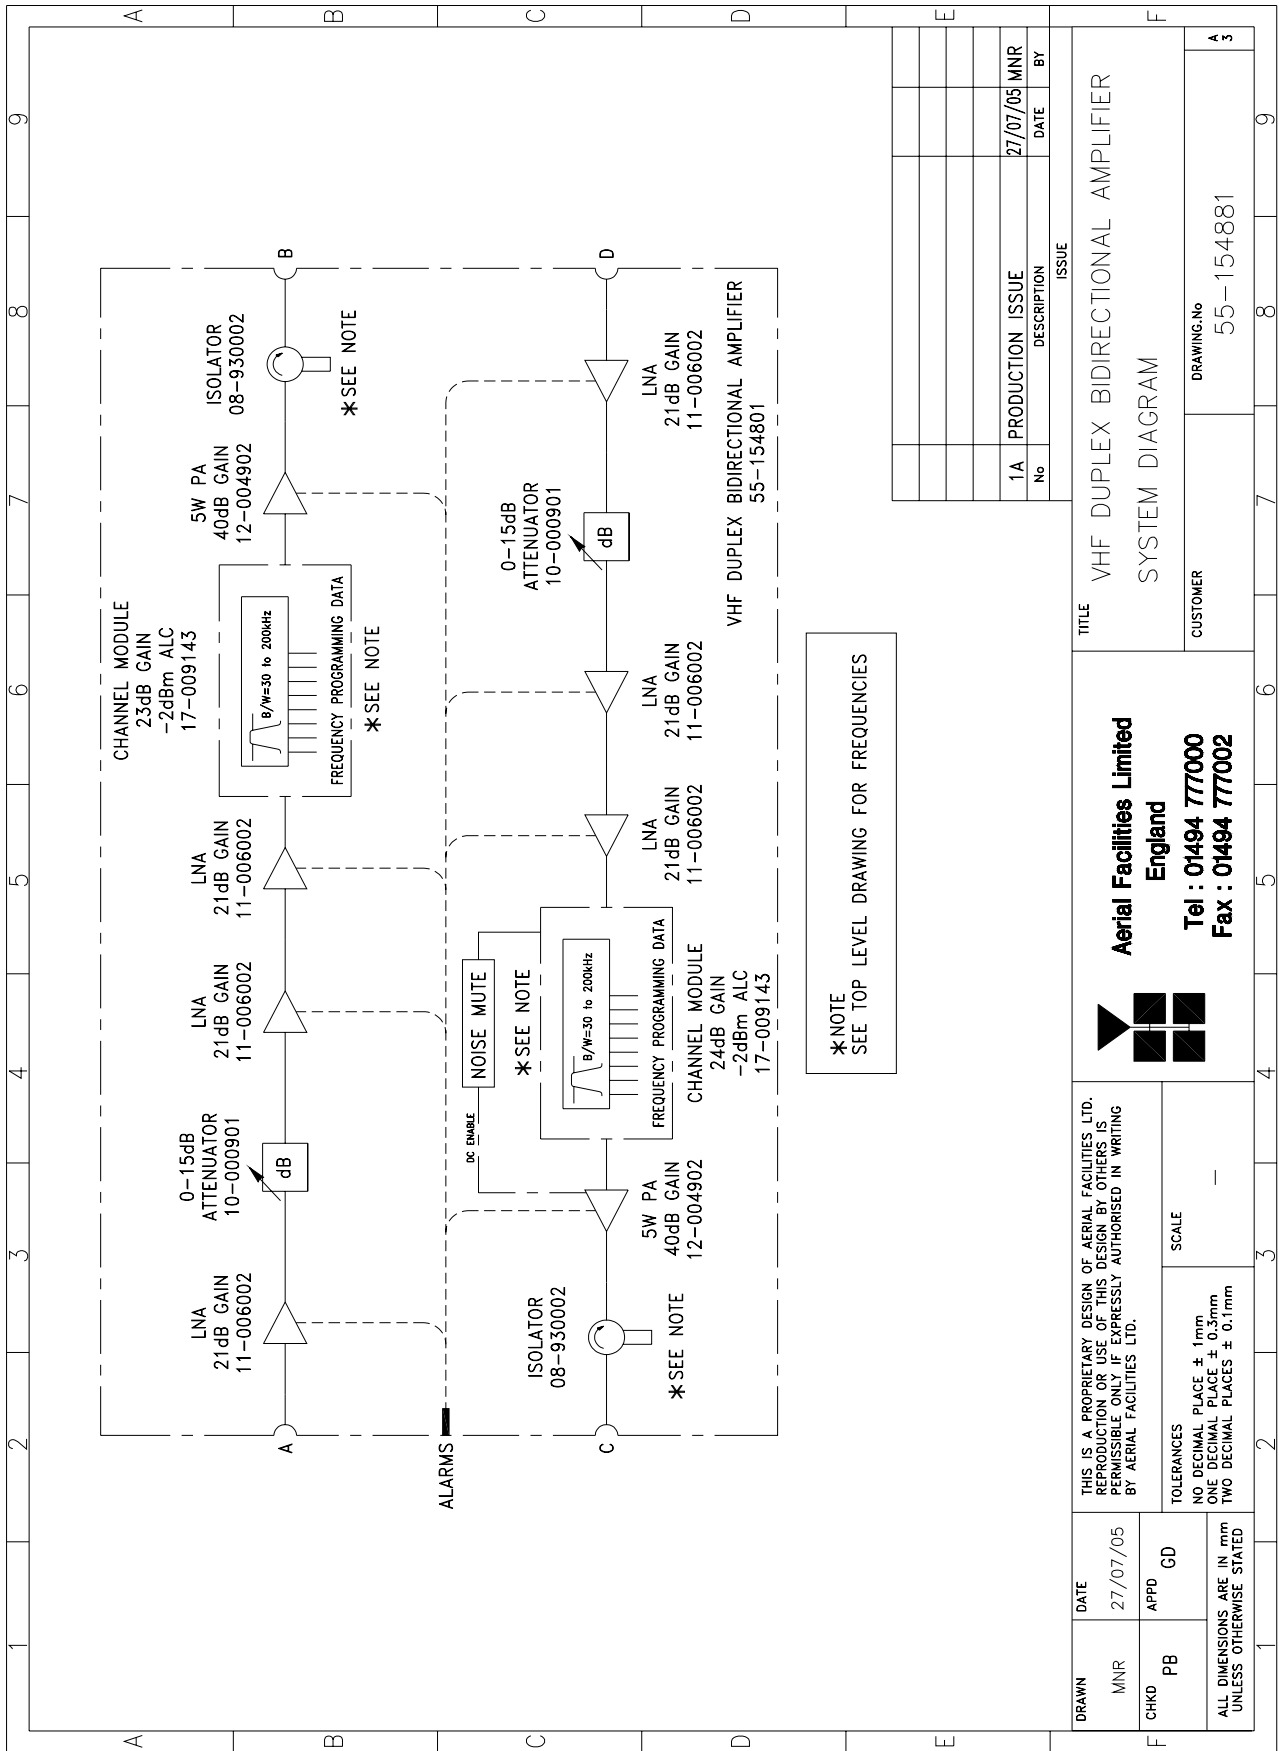 1 2 3 4 5 6 7 8 9
A
B
C
D
E
F
CHANNEL MODULE
23dB GAIN
-2dBm ALC
17-009143
LNA
21dB GAIN
11-006002
0-15dB
ATTENUATOR
10-000901
dB
LNA
21dB GAIN
11-006002
LNA
21dB GAIN
11-006002
B/W=30 to 200kHz
FREQUENCY PROGRAMMING DATA
*SEE NOTE
5W PA
40dB GAIN
12-004902
ISOLATOR
08-930002
*SEE NOTE
A
B
ALARMS
C
D
ISOLATOR
08-930002
*SEE NOTE
5W PA
40dB GAIN
12-004902
DC ENABLE
NOISE MUTE
*SEE NOTE
B/W=30 to 200kHz
FREQUENCY PROGRAMMING DATA
CHANNEL MODULE
24dB GAIN
-2dBm ALC
17-009143
LNA
21dB GAIN
11-006002
LNA
21dB GAIN
11-006002
0-15dB
ATTENUATOR
10-000901
dB
LNA
21dB GAIN
11-006002
VHF DUPLEX BIDIRECTIONAL AMPLIFIER
55-154801
*NOTE
SEE TOP LEVEL DRAWING FOR FREQUENCIES
1A PRODUCTION ISSUE 27/07/05 MNR
No DESCRIPTION DATE BY
ISSUE
DRAWN
MNR
DATE
27/07/05
CHKD
PB
APPD
GD
ALL DIMENSIONS ARE IN mm
UNLESS OTHERWISE STATED
THIS IS A PROPRIETARY DESIGN OF AERIAL FACILITIES LTD.
REPRODUCTION OR USE OF THIS DESIGN BY OTHERS IS
PERMISSIBLE ONLY IF EXPRESSLY AUTHORISED IN WRITING
BY AERIAL FACILITIES LTD.
TOLERANCES
NO DECIMAL PLACE ± 1mm
ONE DECIMAL PLACE ± 0.3mm
TWO DECIMAL PLACES ± 0.1mm
SCALE
—
Aerial Facilities Limited
England
Tel : 01494 777000
Fax : 01494 777002
TITLE
VHF DUPLEX BIDIRECTIONAL AMPLIFIER
SYSTEM DIAGRAM
CUSTOMER
DRAWING.No
55-154881
A
3
A
B
C
D
E
F
1 2 3 4 5 6 7 8 9